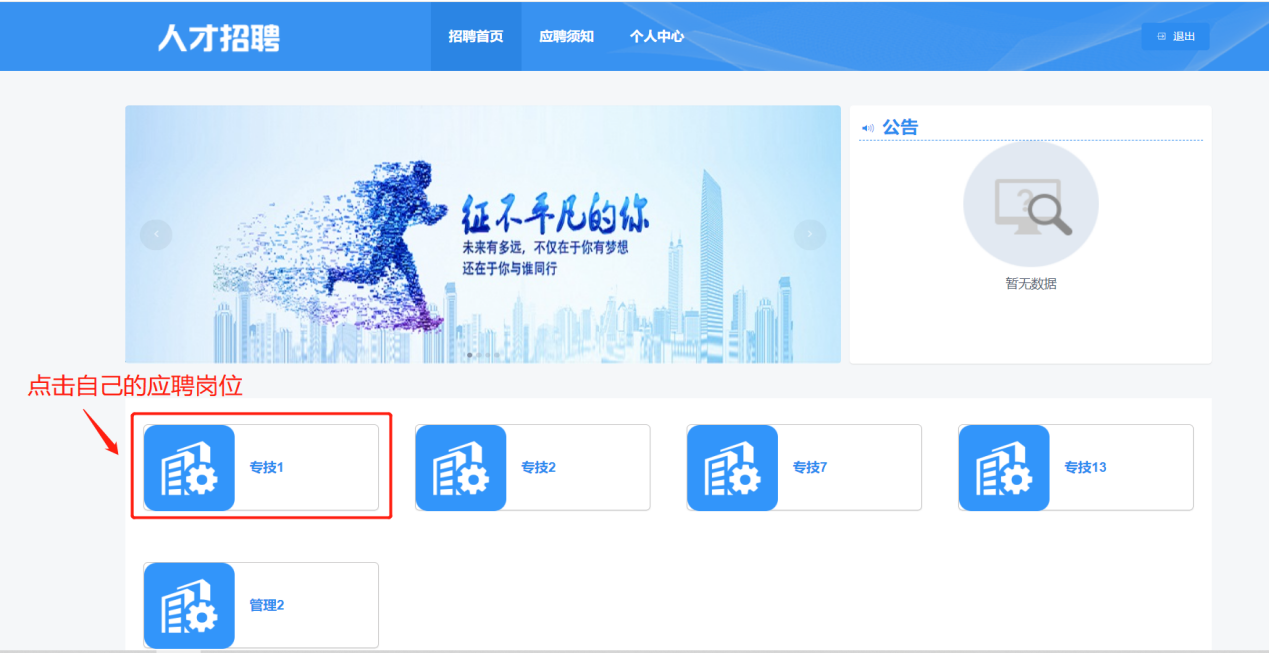 人才招聘
招聘首页
应聘须知
个人中心
退出
征不平凡的你
未来有多远，不仅在于你有梦想
还在于你与谁同行
公告
暂无数据
点击自己的应聘岗位
专技1
专技2
专技7
专技13
管理2